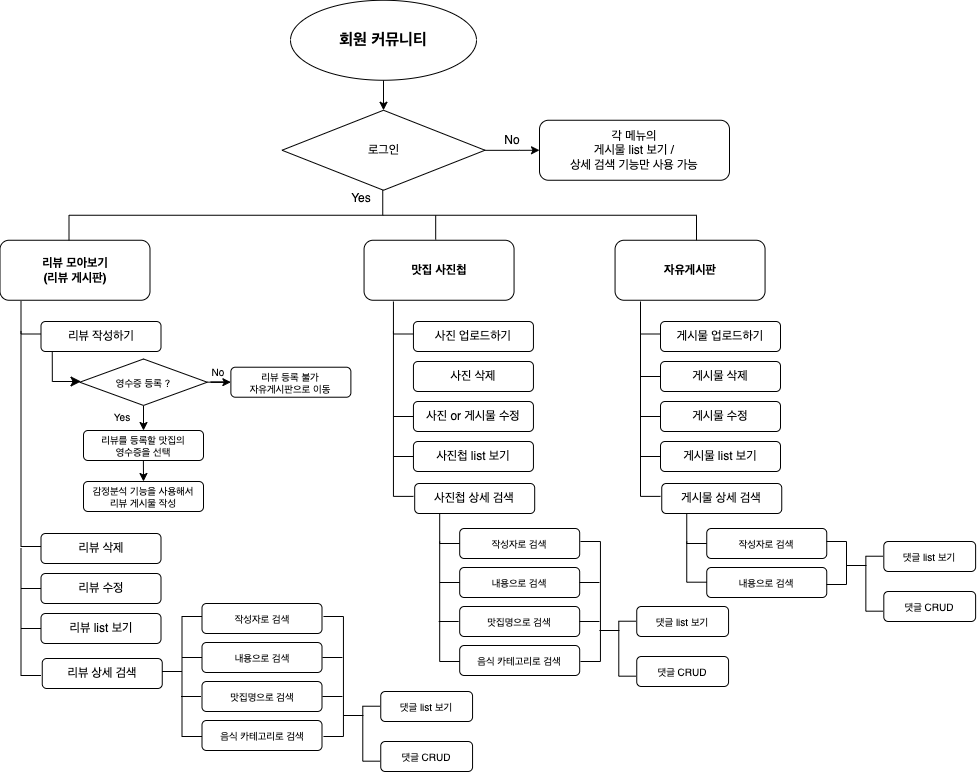 회원 커뮤니티
로그인
No
각 메뉴의
게시물 list 보기 /
상세 검색 기능만 사용 가능
Yes
리뷰 모아보기
(리뷰 게시판)
리뷰 작성하기
영수증 등록 ?
No
리뷰 등록 불가
자유게시판으로 이동
Yes
리뷰를 등록할 맛집의
영수증을 선택
감정분석 기능을 사용해서
리뷰 게시물 작성
리뷰 삭제
리뷰 수정
리뷰 list 보기
리뷰 상세 검색
작성자로 검색
내용으로 검색
맛집명으로 검색
음식 카테고리로 검색
댓글 list 보기
댓글 CRUD
맛집 사진첩
사진 업로드하기
사진 삭제
사진 or 게시물 수정
사진첩 list 보기
사진첩 상세 검색
작성자로 검색
내용으로 검색
맛집명으로 검색
음식 카테고리로 검색
댓글 list 보기
댓글 CRUD
자유게시판
게시물 업로드하기
게시물 삭제
게시물 수정
게시물 list 보기
게시물 상세 검색
작성자로 검색
내용으로 검색
댓글 list 보기
댓글 CRUD